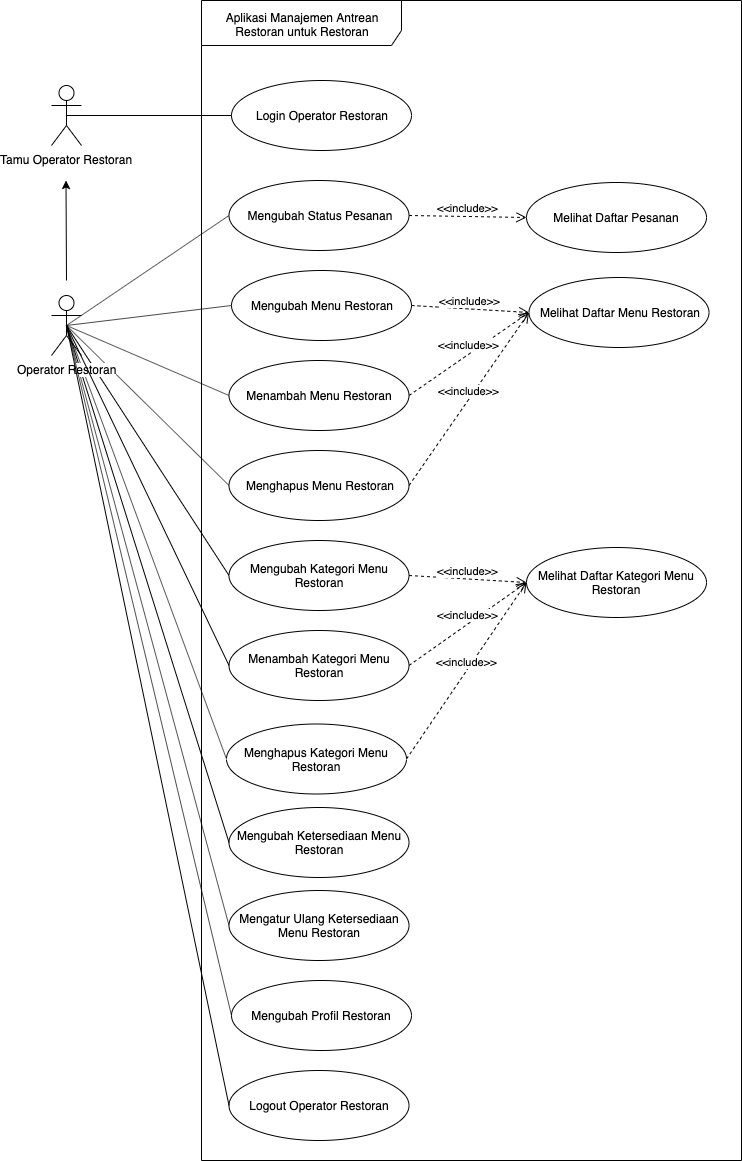 Aplikasi Manajemen Antrean
Restoran untuk Restoran
Login Operator Restoran
Tamu Operator Restoran
Mengubah Status Pesanan
<<include>>
Melihat Daftar Pesanan
Mengubah Menu Restoran
<<include>>
Melihat Daftar Menu Restoran
<<include>>
Operator Restoran
Menambah Menu Restoran
<<include>>
Menghapus Menu Restoran
Mengubah Kategori Menu
Restoran
<<include>>
Melihat Daftar Kategori Menu
Restoran
<<include>>
Menambah Kategori Menu
Restoran
<<include>>
Menghapus Kategori Menu
Restoran
Mengubah Ketersediaan Menu
Restoran
Mengatur Ulang Ketersediaan
Menu Restoran
Mengubah Profil Restoran
Logout Operator Restoran